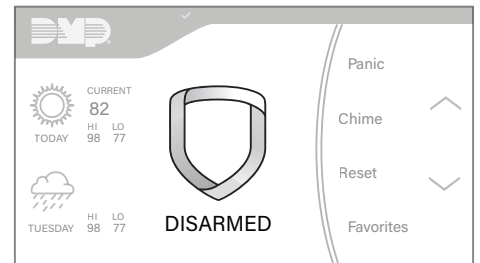 DMP
CURRENT
82
HI LO
TODAY 98 77
HI LO
TUESDAY 98 77
DISARMED
Panic
Chime
Reset
Favorites